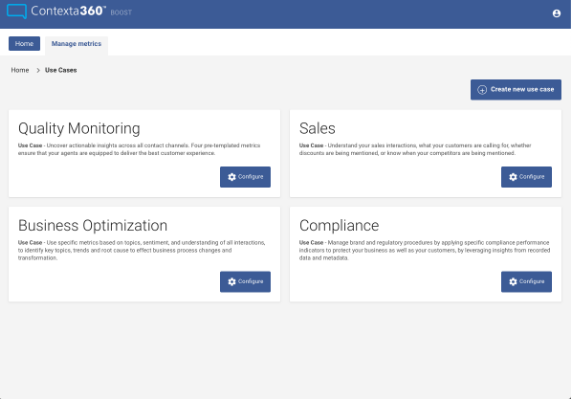 Contexta360™ BOOST
Home Manage metrics
Home > Use Cases
Create new use case
Quality Monitoring
Use Case - Uncover actionable insights across all contact channels. Four pre-templated metrics
ensure that your agents are equipped to deliver the best customer experience.
Configure
Sales
Use Case - Understand your sales interactions, what your customers are calling for, whether
discounts are being mentioned, or know when your competitors are being mentioned.
Configure
Business Optimization
Use Case - Use specific metrics based on topics, sentiment, and understanding of all interactions,
to identify key topics, trends and root cause to effect business process changes and
transformation.
Configure
Compliance
Use Case - Manage brand and regulatory procedures by applying specific compliance performance
indicators to protect your business as well as your customers, by leveraging insights from recorded
data and metadata.
Configure